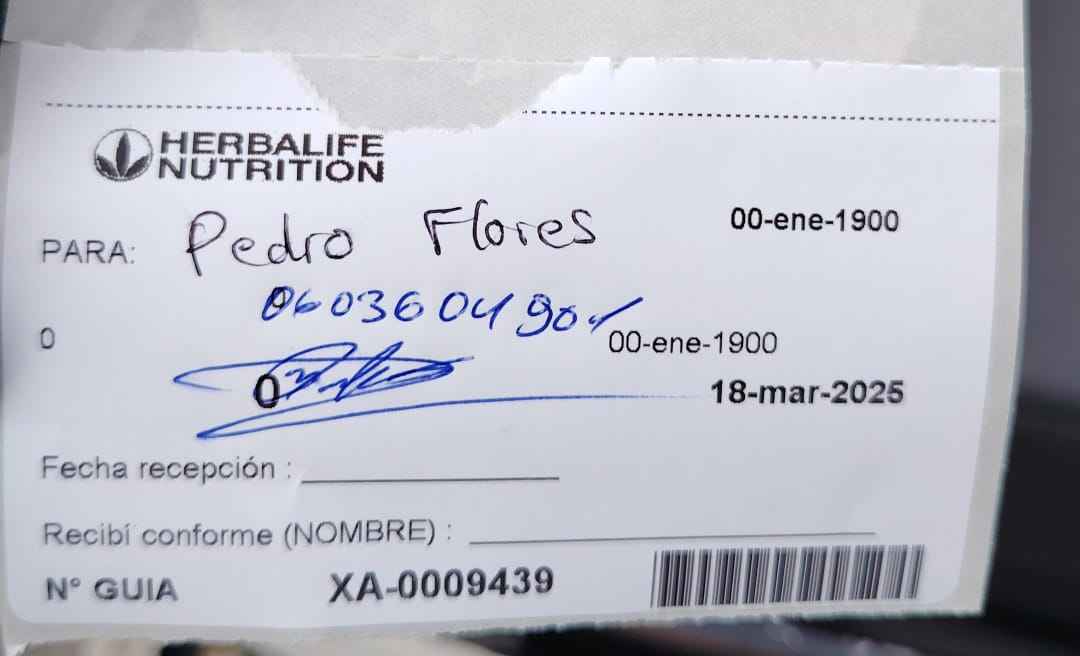 HERBALIFE
NUTRITION
PARA: Pedro Flores 00-ene-1900
0603604907
0 00-ene-1900
0 18-mar-2025
Fecha recepción :
Recibí conforme (NOMBRE) :
N° GUIA XA-0009439